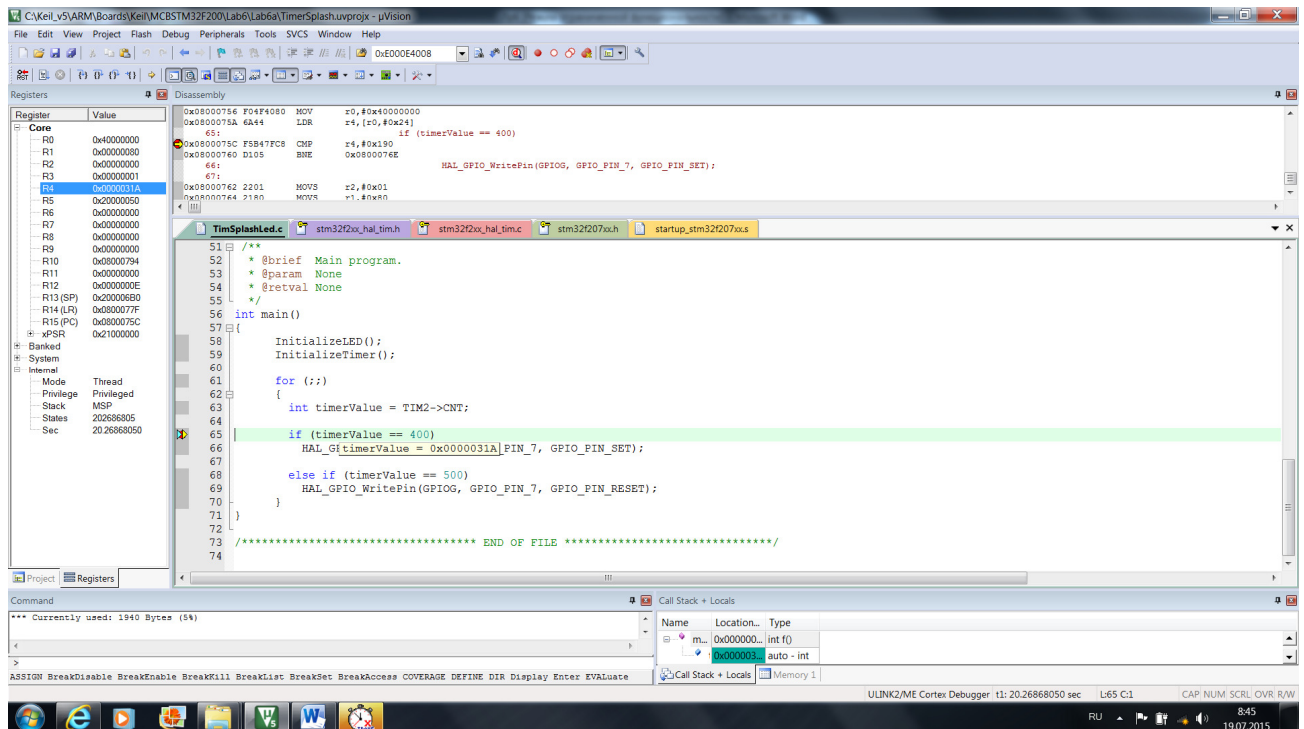 C:\Keil_v5\ARM\Boards\Keil\MCBSTM32F200\Lab6\Lab6a\TimerSplash.uvprojx - µVision
File Edit View Project Flash Debug Peripherals Tools SVCS Window Help
0xE000E4008
Registers
Register Value
Core
R0 0x40000000
R1 0x00000080
R2 0x00000000
R3 0x00000001
R4 0x0000031A
R5 0x20000050
R6 0x00000000
R7 0x00000000
R8 0x00000000
R9 0x00000000
R10 0x08000794
R11 0x00000000
R12 0x0000000E
R13 (SP) 0x200006B0
R14 (LR) 0x0800077F
R15 (PC) 0x0800075C
xPSR 0x21000000
Banked
System
Internal
Mode Thread
Privilege Privileged
Stack MSP
States 202686805
Sec 20.26868050
Project Registers
Disassembly
0x08000756 F04F4080 MOV r0,#0x40000000
0x0800075A 6A44 LDR r4,[r0,#0x24]
65: if (timerValue == 400)
0x0800075C F5B47FC8 CMP r4,#0x190
0x08000760 D105 BNE 0x0800076E
66: HAL_GPIO_WritePin(GPIOG, GPIO_PIN_7, GPIO_PIN_SET);
67:
0x08000762 2201 MOVS r2,#0x01
0x08000764 2180 MOVS r1,#0x80
TimSplashLed.c stm32f2xx_hal_tim.h stm32f2xx_hal_tim.c stm32f207xx.h startup_stm32f207xx.s
51 /**
52 * @brief Main program.
53 * @param None
54 * @retval None
55 */
56 int main()
57 {
58 InitializeLED();
59 InitializeTimer();
60
61 for (;;)
62 {
63 int timerValue = TIM2->CNT;
64
65 if (timerValue == 400)
66 HAL_G timerValue = 0x0000031A _PIN_7, GPIO_PIN_SET);
67
68 else if (timerValue == 500)
69 HAL_GPIO_WritePin(GPIOG, GPIO_PIN_7, GPIO_PIN_RESET);
70 }
71 }
72
73 /*********************************** END OF FILE *******************************/
74
Command
*** Currently used: 1940 Bytes (5%)
>
ASSIGN BreakDisable BreakEnable BreakKill BreakList BreakSet BreakAccess COVERAGE DEFINE DIR Display Enter EVALuate
Call Stack + Locals
Name Location... Type
m... 0x000000... int f()
0x000003... auto - int
Call Stack + Locals Memory 1
ULINK2/ME Cortex Debugger t1: 20.26868050 sec L:65 C:1 CAP NUM SCRL OVR R/W
RU 8:45
19.07.2015